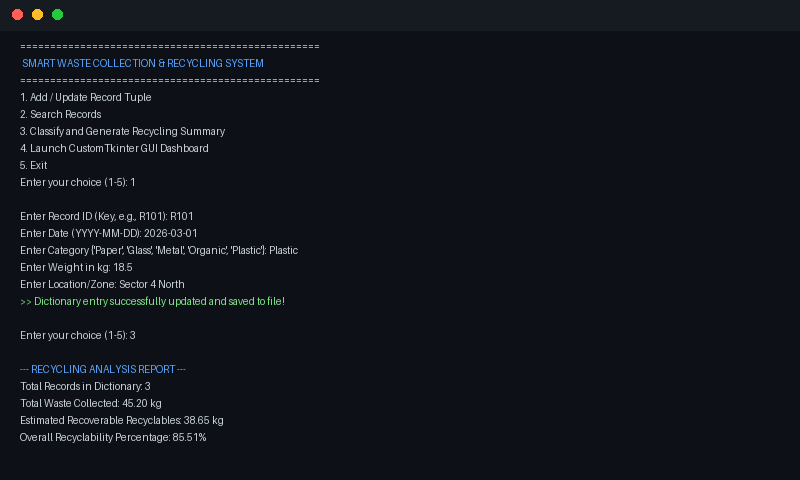 ==================================================
SMART WASTE COLLECTION & RECYCLING SYSTEM
==================================================
1. Add / Update Record Tuple
2. Search Records
3. Classify and Generate Recycling Summary
4. Launch CustomTkinter GUI Dashboard
5. Exit
Enter your choice (1-5): 1
Enter Record ID (Key, e.g., R101): R101
Enter Date (YYYY-MM-DD): 2026-03-01
Enter Category {'Paper', 'Glass', 'Metal', 'Organic', 'Plastic'}: Plastic
Enter Weight in kg: 18.5
Enter Location/Zone: Sector 4 North
>> Dictionary entry successfully updated and saved to file!
Enter your choice (1-5): 3
--- RECYCLING ANALYSIS REPORT ---
Total Records in Dictionary: 3
Total Waste Collected: 45.20 kg
Estimated Recoverable Recyclables: 38.65 kg
Overall Recyclability Percentage: 85.51%